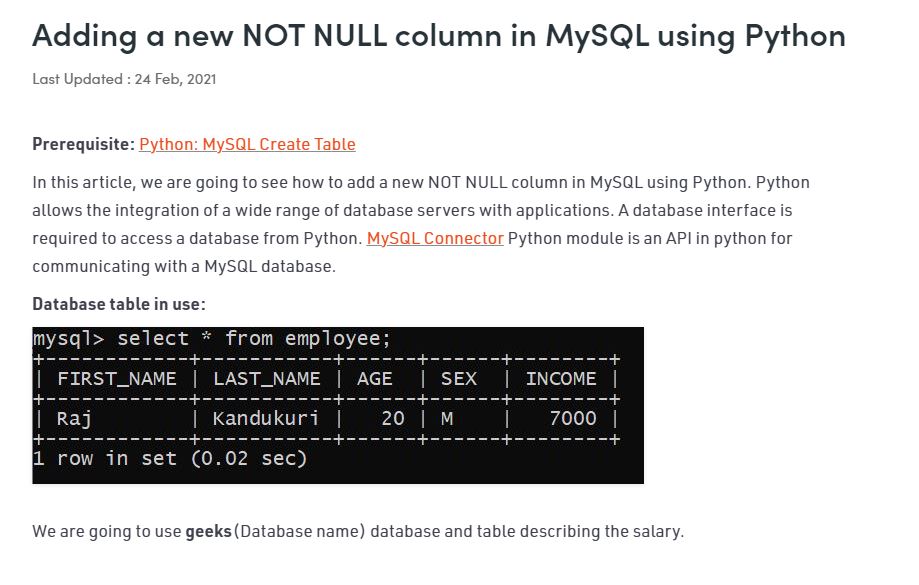 Adding a new NOT NULL column in MySQL using Python
Last Updated : 24 Feb, 2021
Prerequisite: Python: MySQL Create Table
In this article, we are going to see how to add a new NOT NULL column in MySQL using Python. Python
allows the integration of a wide range of database servers with applications. A database interface is
required to access a database from Python. MySQL Connector Python module is an API in python for
communicating with a MySQL database.
Database table in use:
mysql> select * from employee;
+------------+-----------+------+------+--------+
| FIRST_NAME | LAST_NAME | AGE | SEX | INCOME |
+------------+-----------+------+------+--------+
| Raj | Kandukuri | 20 | M | 7000 |
+------------+-----------+------+------+--------+
1 row in set (0.02 sec)
We are going to use geeks(Database name) database and table describing the salary.